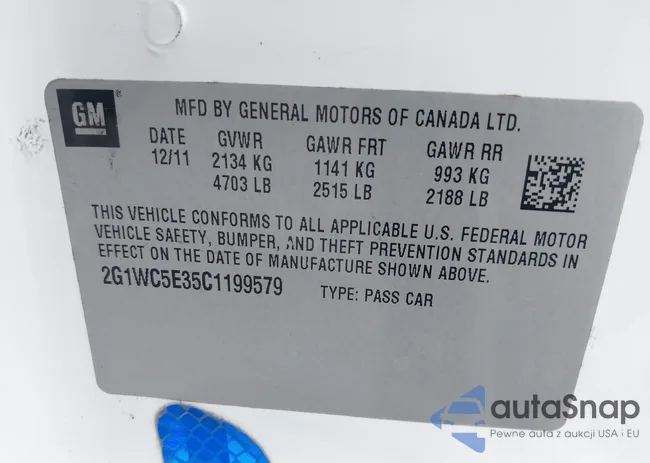 GM ®
MFD BY GENERAL MOTORS OF CANADA LTD.
DATE GVWR GAWR FRT GAWR RR
12/11 2134 KG 1141 KG 993 KG
4703 LB 2515 LB 2188 LB
THIS VEHICLE CONFORMS TO ALL APPLICABLE U.S. FEDERAL MOTOR
VEHICLE SAFETY, BUMPER, AND THEFT PREVENTION STANDARDS IN
EFFECT ON THE DATE OF MANUFACTURE SHOWN ABOVE.
2G1WC5E35C1199579 TYPE: PASS CAR
autaSnap
Pewne auta z aukcji USA i EU